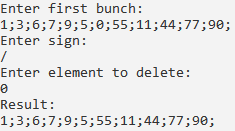 Enter first bunch:
1;3;6;7;9;5;0;55;11;44;77;90;
Enter sign:
/
Enter element to delete:
0
Result:
1;3;6;7;9;5;55;11;44;77;90;